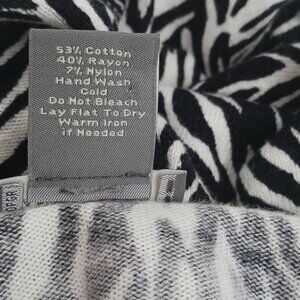 53% Cotton
40% Rayon
7% Nylon
Hand Wash
Cold
Do Not Bleach
Lay Flat To Dry
Warm Iron
if Needed